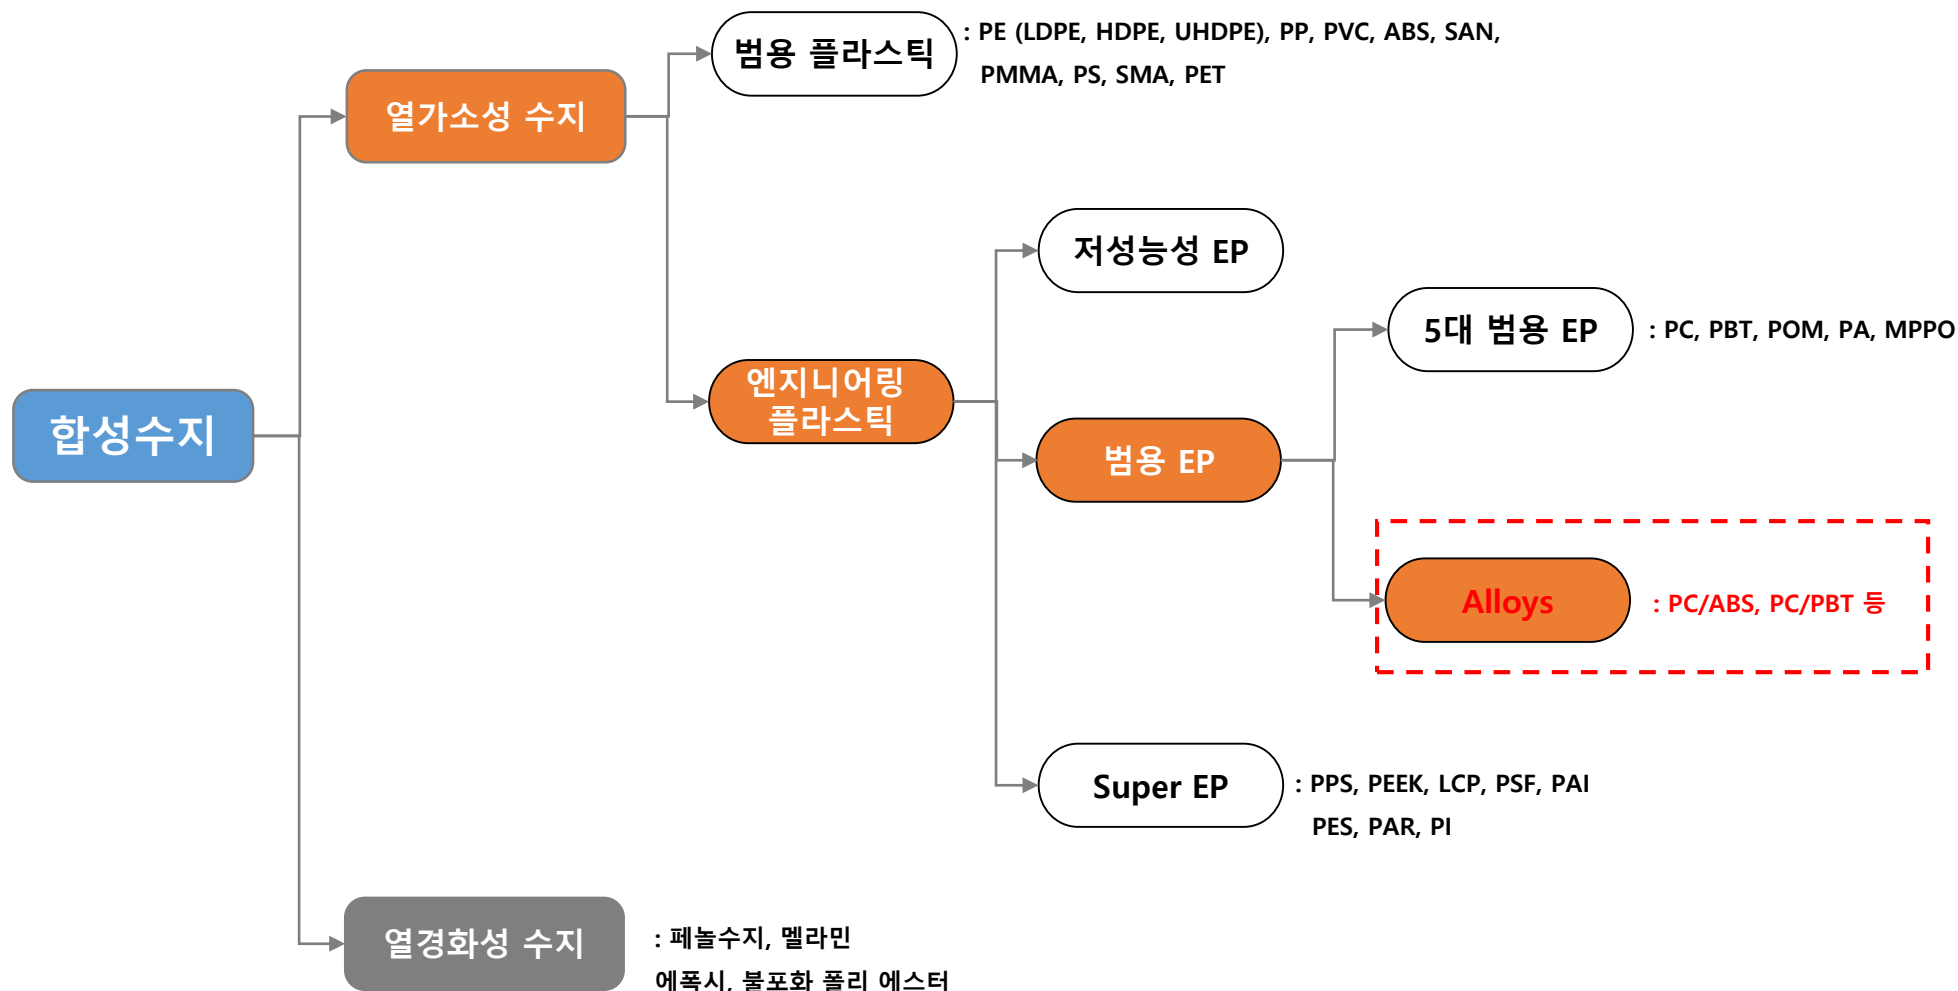 범용 플라스틱
: PE (LDPE, HDPE, UHDPE), PP, PVC, ABS, SAN,
PMMA, PS, SMA, PET
열가소성 수지
저성능성 EP
5대 범용 EP
: PC, PBT, POM, PA, MPPO
엔지니어링
플라스틱
합성수지
범용 EP
Alloys
: PC/ABS, PC/PBT 등
Super EP
: PPS, PEEK, LCP, PSF, PAI
PES, PAR, PI
열경화성 수지
: 페놀수지, 멜라민
에폭시, 불포화 폴리 에스터